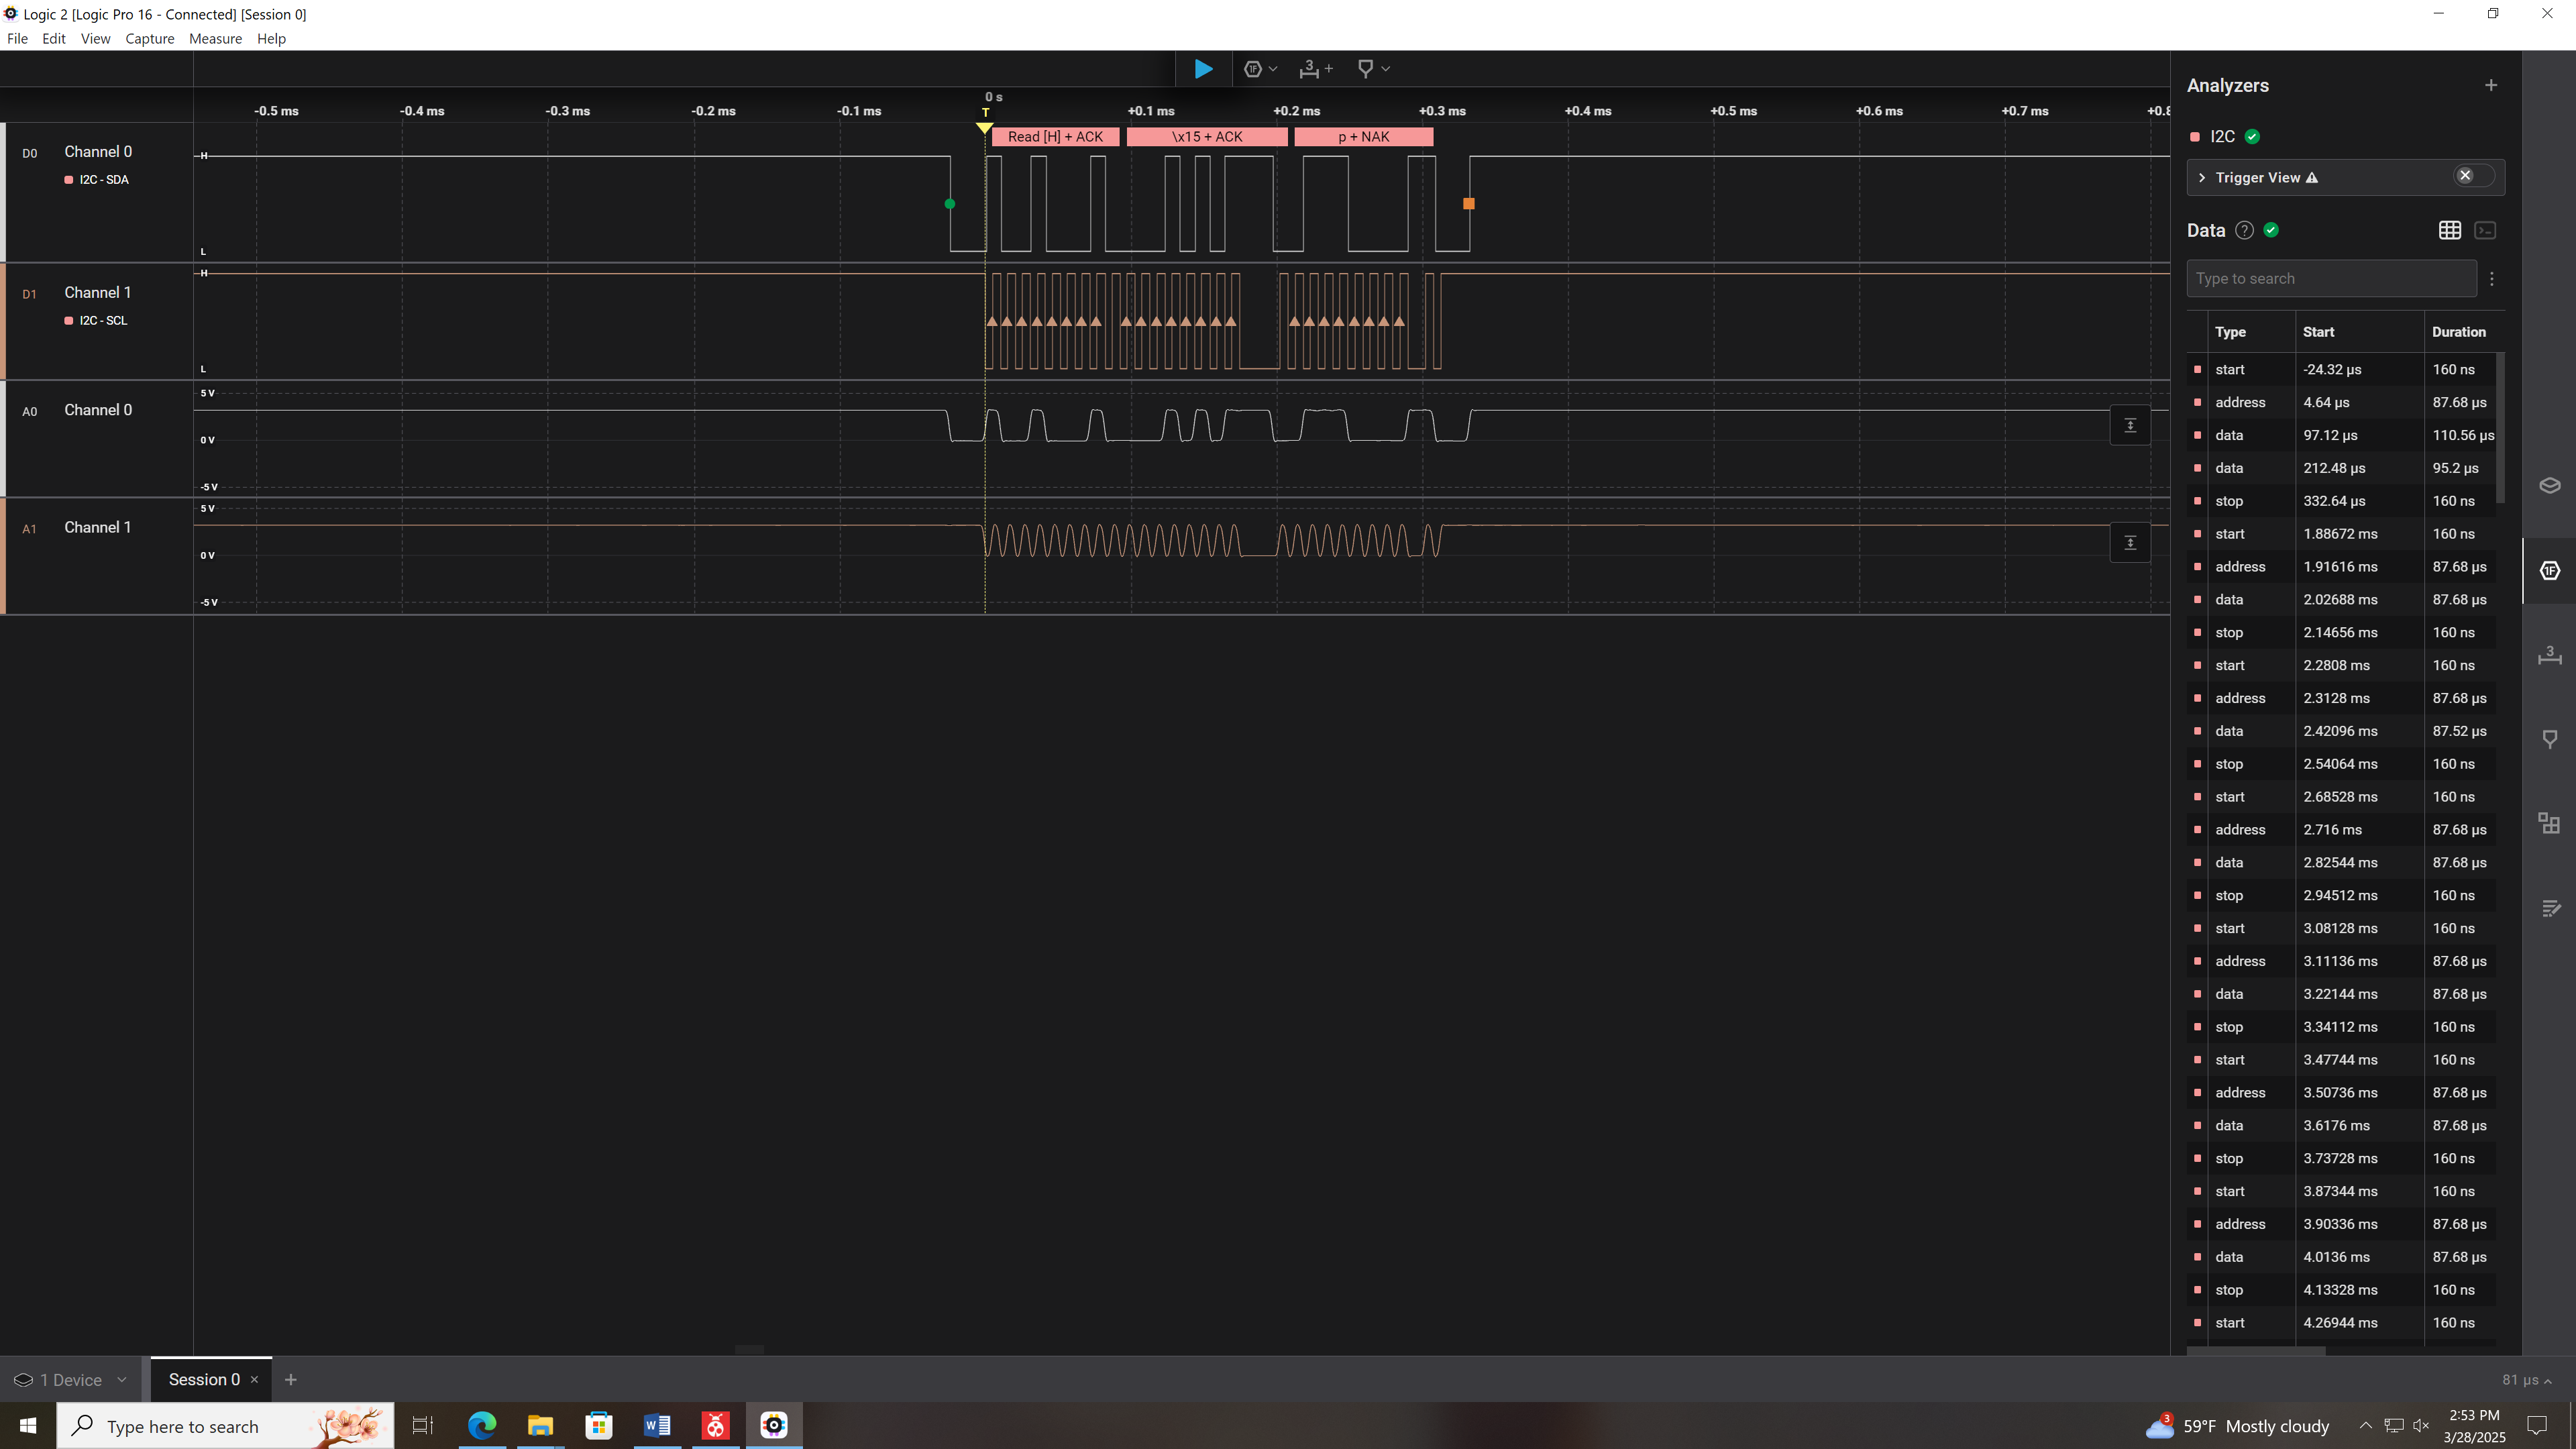 Logic 2 [Logic Pro 16 - Connected] [Session 0]
File Edit View Capture Measure Help
0 s
-0.5 ms -0.4 ms -0.3 ms -0.2 ms -0.1 ms T +0.1 ms +0.2 ms +0.3 ms +0.4 ms +0.5 ms +0.6 ms +0.7 ms +0.8
Read [H] + ACK \x15 + ACK p + NAK
D0 Channel 0 H
I2C - SDA
L
D1 Channel 1 H
I2C - SCL
L
A0 Channel 0 5 V
0 V
-5 V
A1 Channel 1 5 V
0 V
-5 V
Analyzers
I2C
Trigger View
Data
Type to search
Type Start Duration
start -24.32 µs 160 ns
address 4.64 µs 87.68 µs
data 97.12 µs 110.56 µs
data 212.48 µs 95.2 µs
stop 332.64 µs 160 ns
start 1.88672 ms 160 ns
address 1.91616 ms 87.68 µs
data 2.02688 ms 87.68 µs
stop 2.14656 ms 160 ns
start 2.2808 ms 160 ns
address 2.3128 ms 87.68 µs
data 2.42096 ms 87.52 µs
stop 2.54064 ms 160 ns
start 2.68528 ms 160 ns
address 2.716 ms 87.68 µs
data 2.82544 ms 87.68 µs
stop 2.94512 ms 160 ns
start 3.08128 ms 160 ns
address 3.11136 ms 87.68 µs
data 3.22144 ms 87.68 µs
stop 3.34112 ms 160 ns
start 3.47744 ms 160 ns
address 3.50736 ms 87.68 µs
data 3.6176 ms 87.68 µs
stop 3.73728 ms 160 ns
start 3.87344 ms 160 ns
address 3.90336 ms 87.68 µs
data 4.0136 ms 87.68 µs
stop 4.13328 ms 160 ns
start 4.26944 ms 160 ns
1 Device Session 0 × + 81 µs
Type here to search
3 59°F Mostly cloudy
2:53 PM
3/28/2025